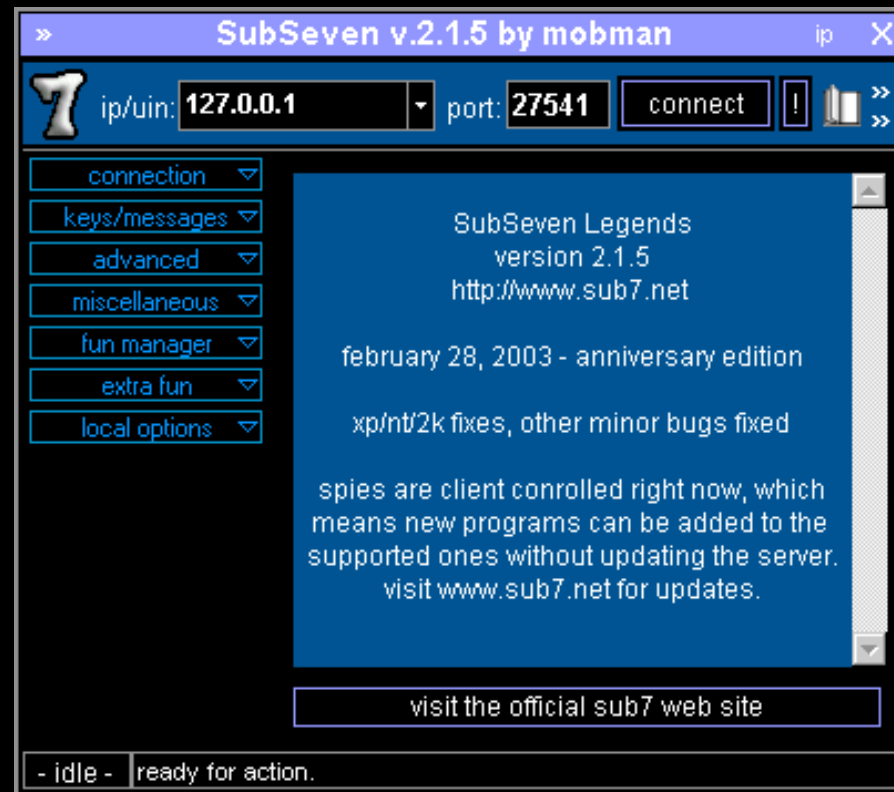 » SubSeven v.2.1.5 by mobman ip X
7 ip/uin: 127.0.0.1 port: 27541 connect ! »
»
connection
keys/messages
advanced
miscellaneous
fun manager
extra fun
local options
SubSeven Legends
version 2.1.5
http://www.sub7.net
february 28, 2003 - anniversary edition
xp/nt/2k fixes, other minor bugs fixed
spies are client conrolled right now, which
means new programs can be added to the
supported ones without updating the server.
visit www.sub7.net for updates.
visit the official sub7 web site
- idle - ready for action.